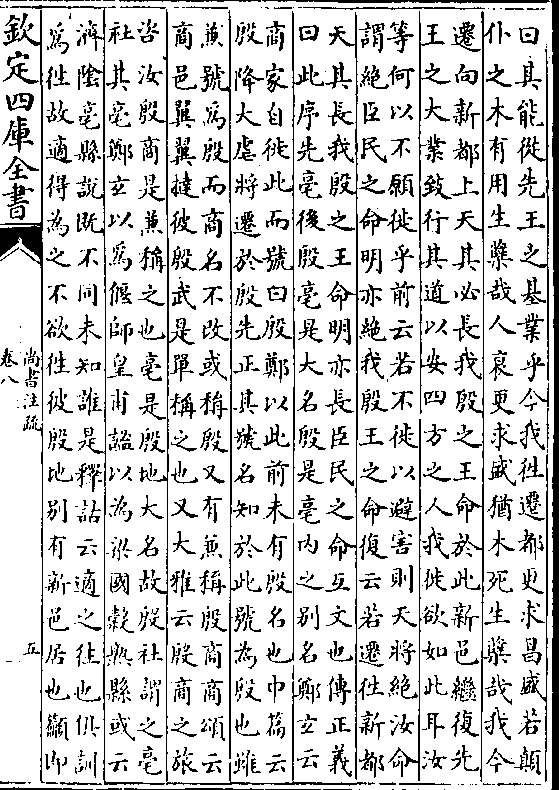 曰其能從先王之基業乎今我徃遷都更求昌盛若顛
仆之木有用生蘖哉人衰更求盛猶木死生蘖哉我今
遷向新都上天其必長我殷之王命於此新邑繼復先
王之大業致行其道以安四方之人我徙欲如此耳汝
等何以不願徙乎前云若不徙以避害則天將絶汝命
謂絶臣民之命明亦絶我殷王之命復云若遷徃新都
天其長我殷之王命明亦長臣民之命互文也傳正義
曰此序先亳後殷亳是大名殷是亳内之别名鄭玄云
商家自徙此而號曰殷鄭以此前未有殷名也中篇云
殷降大虐將遷於殷先正其號名知於此號為殷也雖
兼號為殷而商名不改或稱殷又有兼稱殷商商頌云
商邑翼翼撻彼殷武是單稱之也又大雅云殷商之旅
咨汝殷商是兼稱之也亳是殷地大名故殷社謂之亳
社其亳鄭玄以為偃師皇甫謐以為梁國穀熟縣或云
濟陰亳縣說既不同未知誰是釋詁云適之徃也俱訓
為徃故適得為之不欲徃彼殷地别有新邑居也籲即
欽定四庫全書
尚書注疏
卷八
五